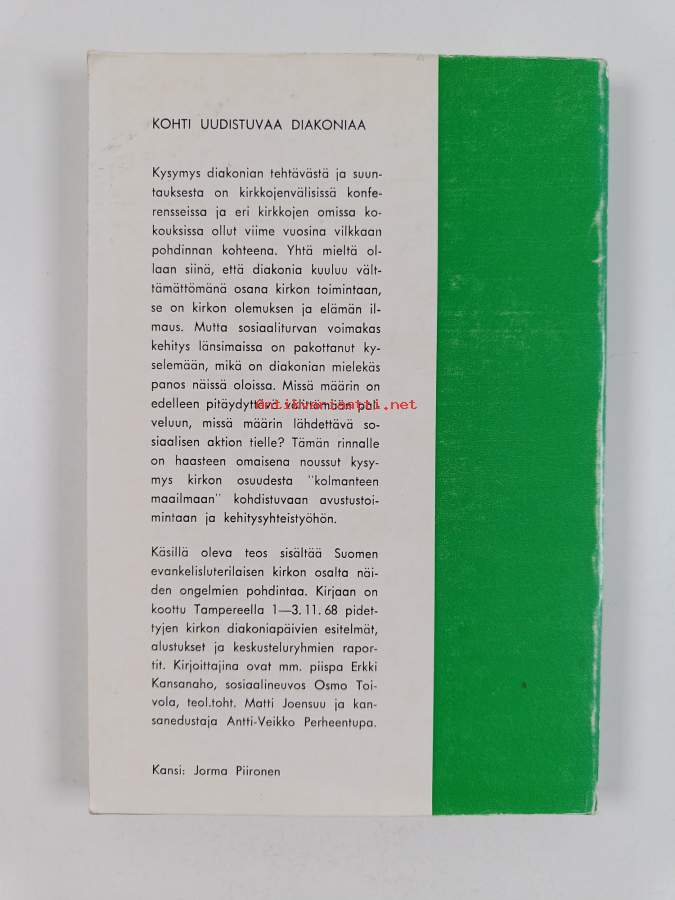 KOHTI UUDISTUVAA DIAKONIAA
Kysymys diakonian tehtävästä ja suun-
tauksesta on kirkkojenvälisissä konfe-
rensseissa ja eri kirkkojen omissa ko-
kouksissa ollut viime vuosina vilkkaan
pohdinnan kohteena. Yhtä mieltä ol-
laan siinä, että diakonia kuuluu vält-
tämättömänä osana kirkon toimintaan,
se on kirkon olemuksen ja elämän il-
maus. Mutta sosiaaliturvan voimakas
kehitys länsimaissa on pakottanut ky-
selemään, mikä on diakonian mielekäs
panos näissä oloissa. Missä määrin on
edelleen pitäydyttävä välittömään pal-
veluun, missä määrin lähdettävä so-
siaalisen aktion tielle? Tämän rinnalle
on haasteen omaisena noussut kysy-
mys kirkon osuudesta "kolmanteen
maailmaan" kohdistuvaan avustustoi-
mintaan ja kehitysyhteistyöhön.
Käsillä oleva teos sisältää Suomen
evankelisluterilaisen kirkon osalta näi-
den ongelmien pohdintaa. Kirjaan on
koottu Tampereella 1—3. 11. 68 pidet-
tyjen kirkon diakoniapäivien esitelmät,
alustukset ja keskusteluryhmien rapor-
tit. Kirjoittajina ovat mm. piispa Erkki
Kansanaho, sosiaalineuvos Osmo Toi-
vola, teol.toht. Matti Joensuu ja kan-
sanedustaja Antti-Veikko Perheentupa.
Kansi: Jorma Piironen